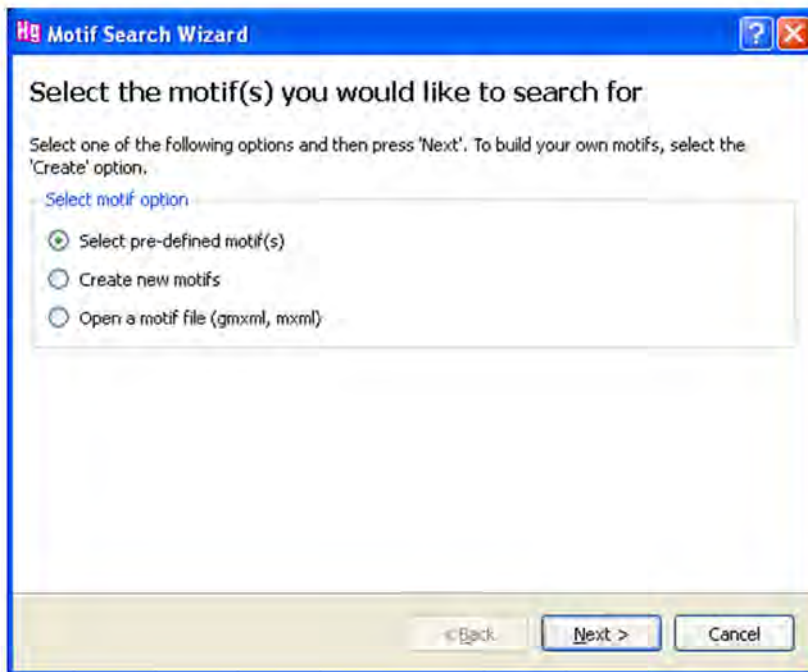 Hg Motif Search Wizard
Select the motif(s) you would like to search for
Select one of the following options and then press 'Next'. To build your own motifs, select the
'Create' option.
Select motif option
Select pre-defined motif(s)
Create new motifs
Open a motif file (gmxml, mxml)
< Back Next > Cancel